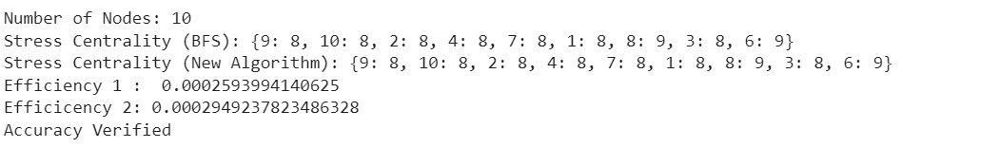 Number of Nodes: 10
Stress Centrality (BFS): {9: 8, 10: 8, 2: 8, 4: 8, 7: 8, 1: 8, 8: 9, 3: 8, 6: 9}
Stress Centrality (New Algorithm): {9: 8, 10: 8, 2: 8, 4: 8, 7: 8, 1: 8, 8: 9, 3: 8, 6: 9}
Efficiency 1 :  0.0002593994140625
Efficicency 2: 0.0002949237823486328
Accuracy Verified